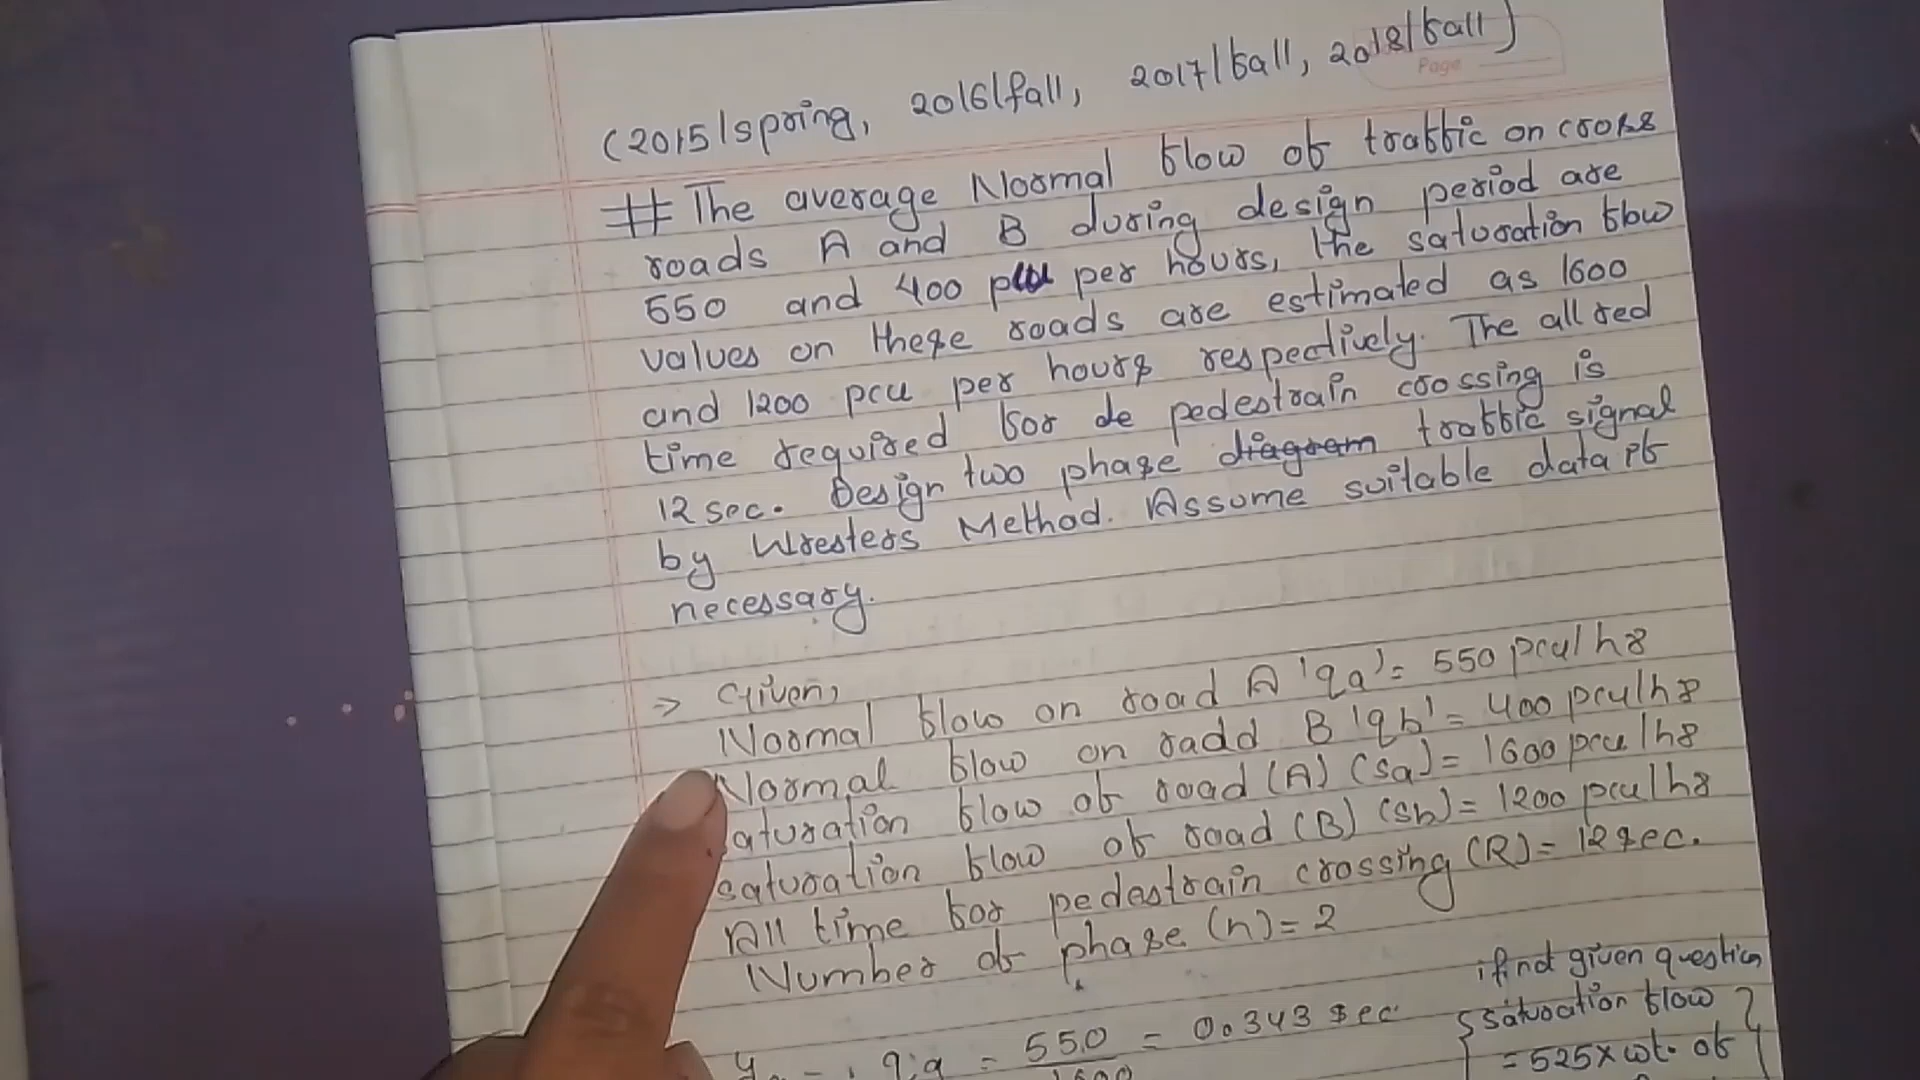 (2015/spring, 2016/fall, 2017/fall, 2018/fall)
Page
# The average Normal flow of traffic on cross
roads A and B during design period are
550 and 400 pcu per hours, the saturation flow
values on these roads are estimated as 1600
and 1200 pcu per hours respectively. The all red
time required for de pedestrain crossing is
12 sec. Design two phase diagram traffic signal
by Wresters Method. Assume suitable data if
necessary.
→ Given,
Normal flow on road A 'qa' = 550 pcu/hr
Normal flow on radd B 'qb' = 400 pcu/hr
saturation flow of road (A) (sa) = 1600 pcu/hr
saturation flow of road (B) (sb) = 1200 pcu/hr
All time for pedestrain crossing (R) = 12 sec.
Number of phase (n) = 2
if not given question
{ saturation flow }
= 525 x wt. of
= 550/1600 = 0.343 sec